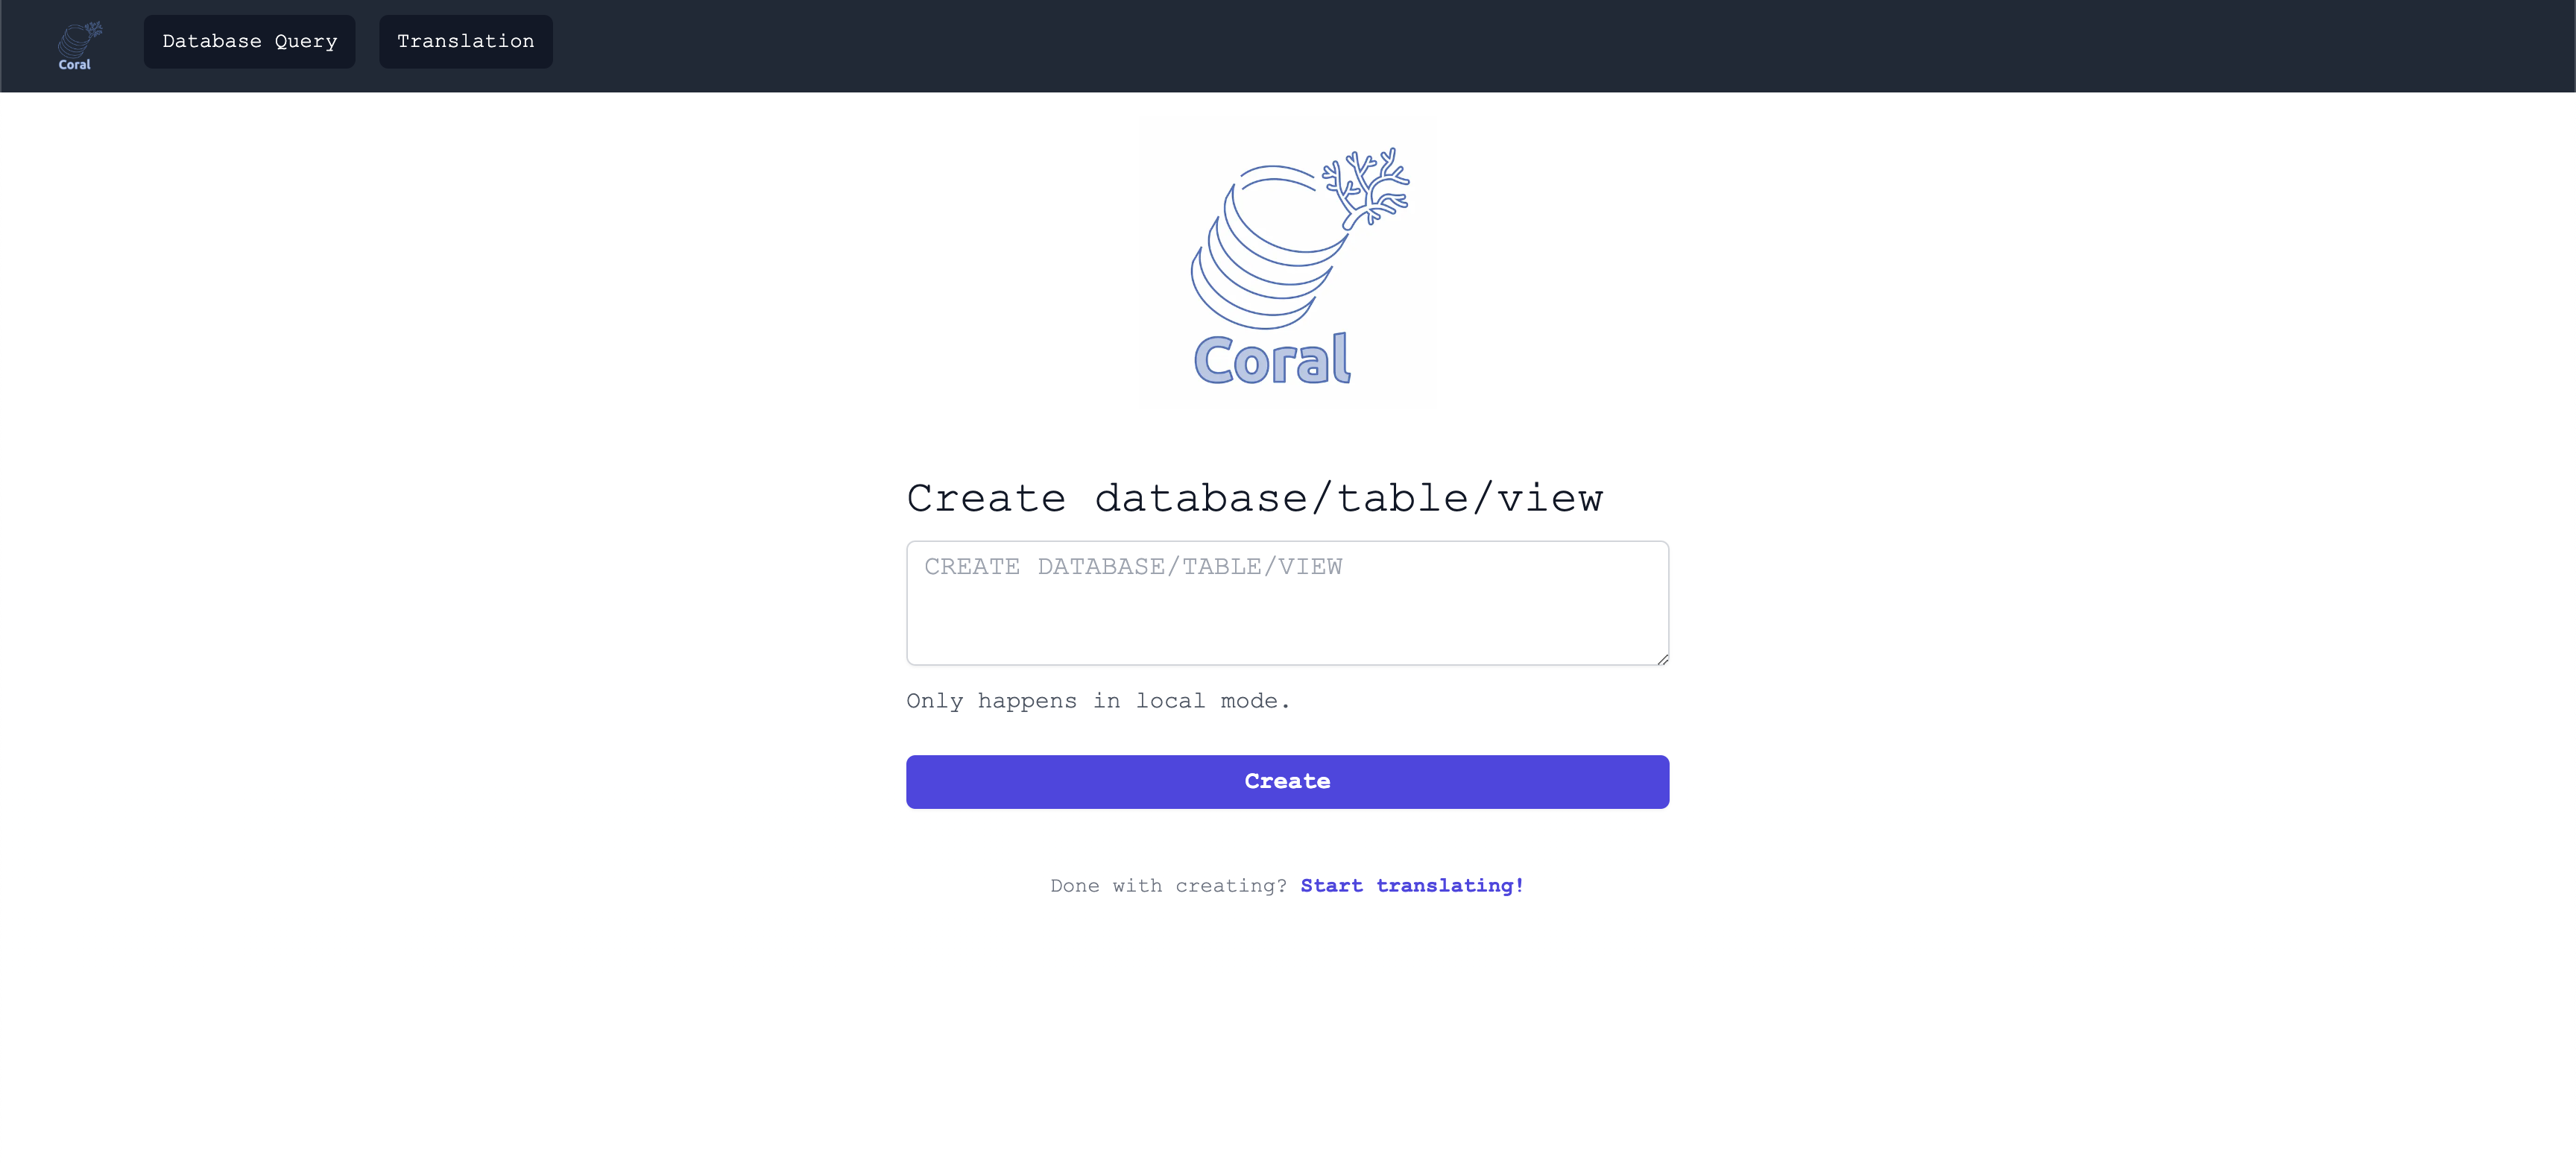 Coral
Database Query
Translation
Coral
Create database/table/view
CREATE DATABASE/TABLE/VIEW
Only happens in local mode.
Create
Done with creating? Start translating!